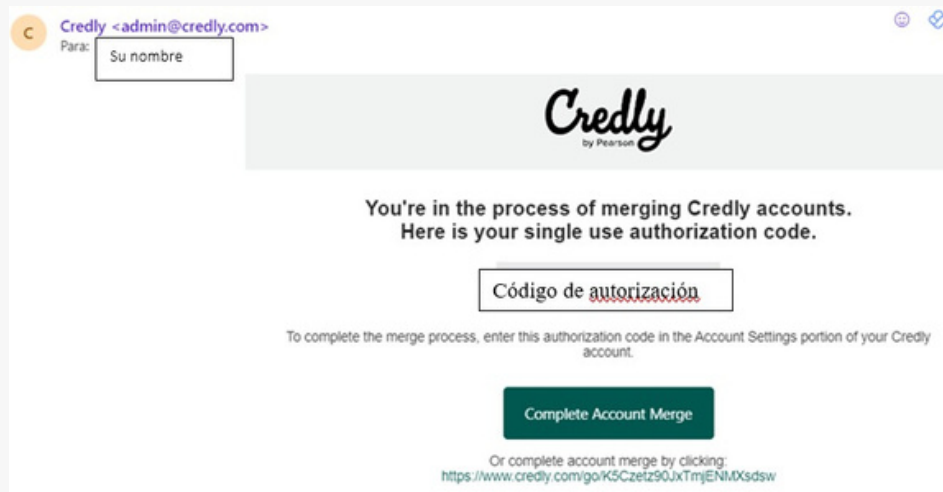 C
Credly <admin@credly.com>
Para:
Su nombre
Credly
by Pearson
You're in the process of merging Credly accounts.
Here is your single use authorization code.
Código de autorización
To complete the merge process, enter this authorization code in the Account Settings portion of your Credly
account.
Complete Account Merge
Or complete account merge by clicking:
https://www.credly.com/go/K5Czetz90JxTmjENMXsdsw